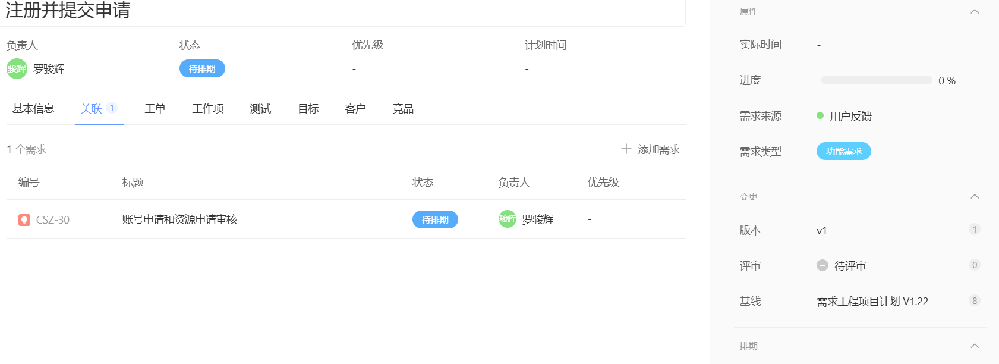 注册并提交申请
负责人 状态 优先级 计划时间
骏辉 罗骏辉 待排期 - -
基本信息 关联 1 工单 工作项 测试 目标 客户 竞品
1 个需求 添加需求
编号 标题 状态 负责人 优先级
CSZ-30 账号申请和资源申请审核 待排期 骏辉 罗骏辉 -
属性
实际时间 -
进度 0 %
需求来源 用户反馈
需求类型 功能需求
变更
版本 v1 1
评审 待评审 0
基线 需求工程项目计划 V1.22 8
排期